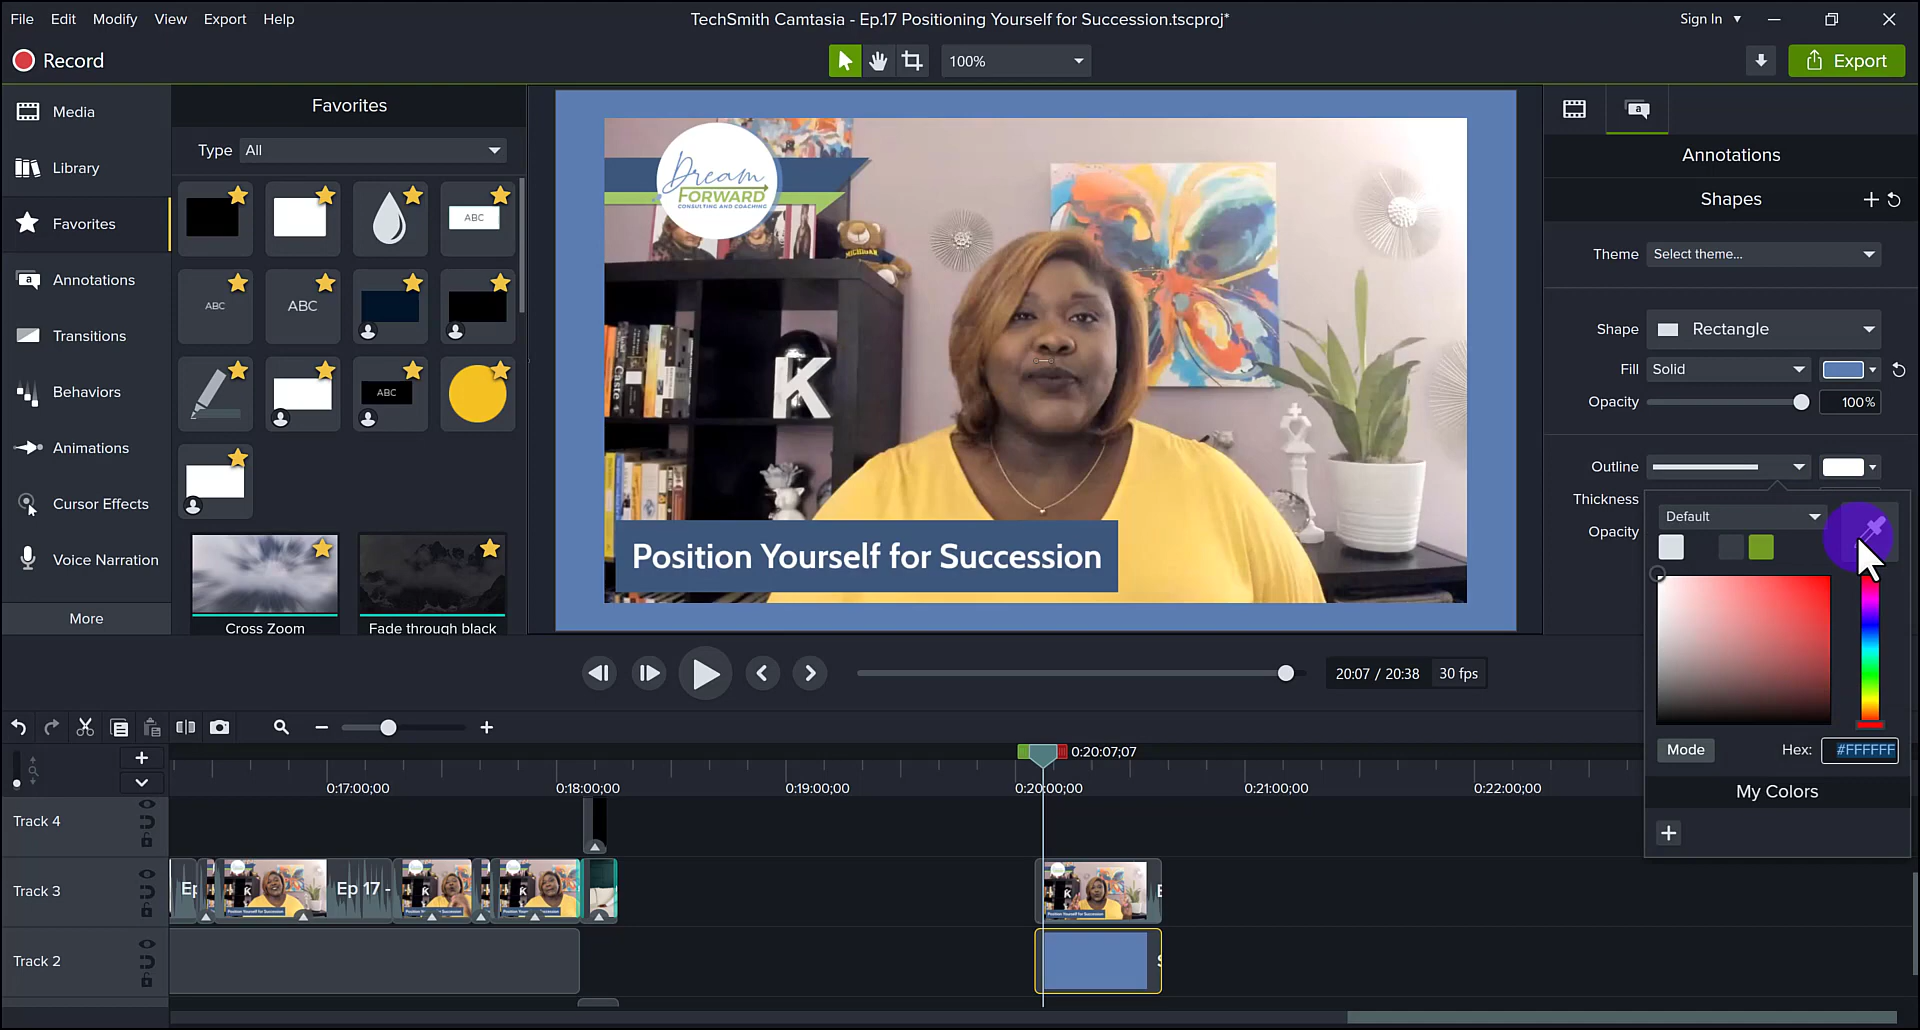 File Edit Modify View Export Help
TechSmith Camtasia - Ep.17 Positioning Yourself for Succession.tscproj*
Sign In
Record
100%
Export
Media
Library
Favorites
Annotations
Transitions
Behaviors
Animations
Cursor Effects
Voice Narration
More
Favorites
Type All
ABC
ABC
ABC
ABC
Cross Zoom
Fade through black
Dream
FORWARD
CONSULTING AND COACHING
MICHIGAN
Caste
K
Position Yourself for Succession
a
Annotations
Shapes
Theme Select theme...
Shape Rectangle
Fill Solid
Opacity 100%
Outline
Thickness
Opacity
Default
Mode Hex: #FFFFFF
My Colors
20:07 / 20:38 30 fps
0:20:07;07
0:17:00;00 0:18:00;00 0:19:00;00 0:20:00;00 0:21:00;00 0:22:00;00
Track 4
Track 3
Ep 17 -
Track 2